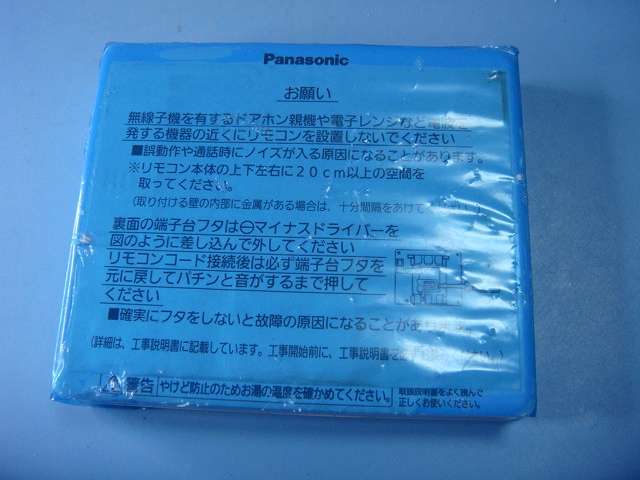 Panasonic
お願い
無線子機を有するドアホン親機や電子レンジなど電波を
発する機器の近くにリモコンを設置しないでください
■誤動作や通話時にノイズが入る原因になることがあります。
※リモコン本体の上下左右に20cm以上の空間を
取ってください。
(取り付ける壁の内部に金属がある場合は、十分間隔をあけて
裏面の端子台フタは⊖マイナスドライバーを
図のように差し込んで外してください
リモコンコード接続後は必ず端子台フタを
元に戻してパチンと音がするまで押して
ください
■確実にフタをしないと故障の原因になることがあります。
(詳細は、工事説明書に記載しています。工事開始前に、工事説明書を
⚠警告 やけど防止のためお湯の温度を確かめてください。
取扱説明書をよく読んで
正しくお使いください。